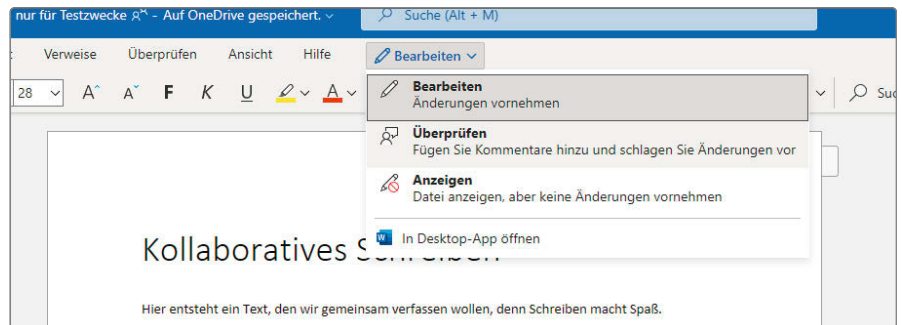 nur für Testzwecke - Auf OneDrive gespeichert.
Suche (Alt + M)
Verweise Überprüfen Ansicht Hilfe Bearbeiten
28 A A F K U A
Bearbeiten
Änderungen vornehmen
Überprüfen
Fügen Sie Kommentare hinzu und schlagen Sie Änderungen vor
Anzeigen
Datei anzeigen, aber keine Änderungen vornehmen
In Desktop-App öffnen
Kollaboratives
Hier entsteht ein Text, den wir gemeinsam verfassen wollen, denn Schreiben macht Spaß.